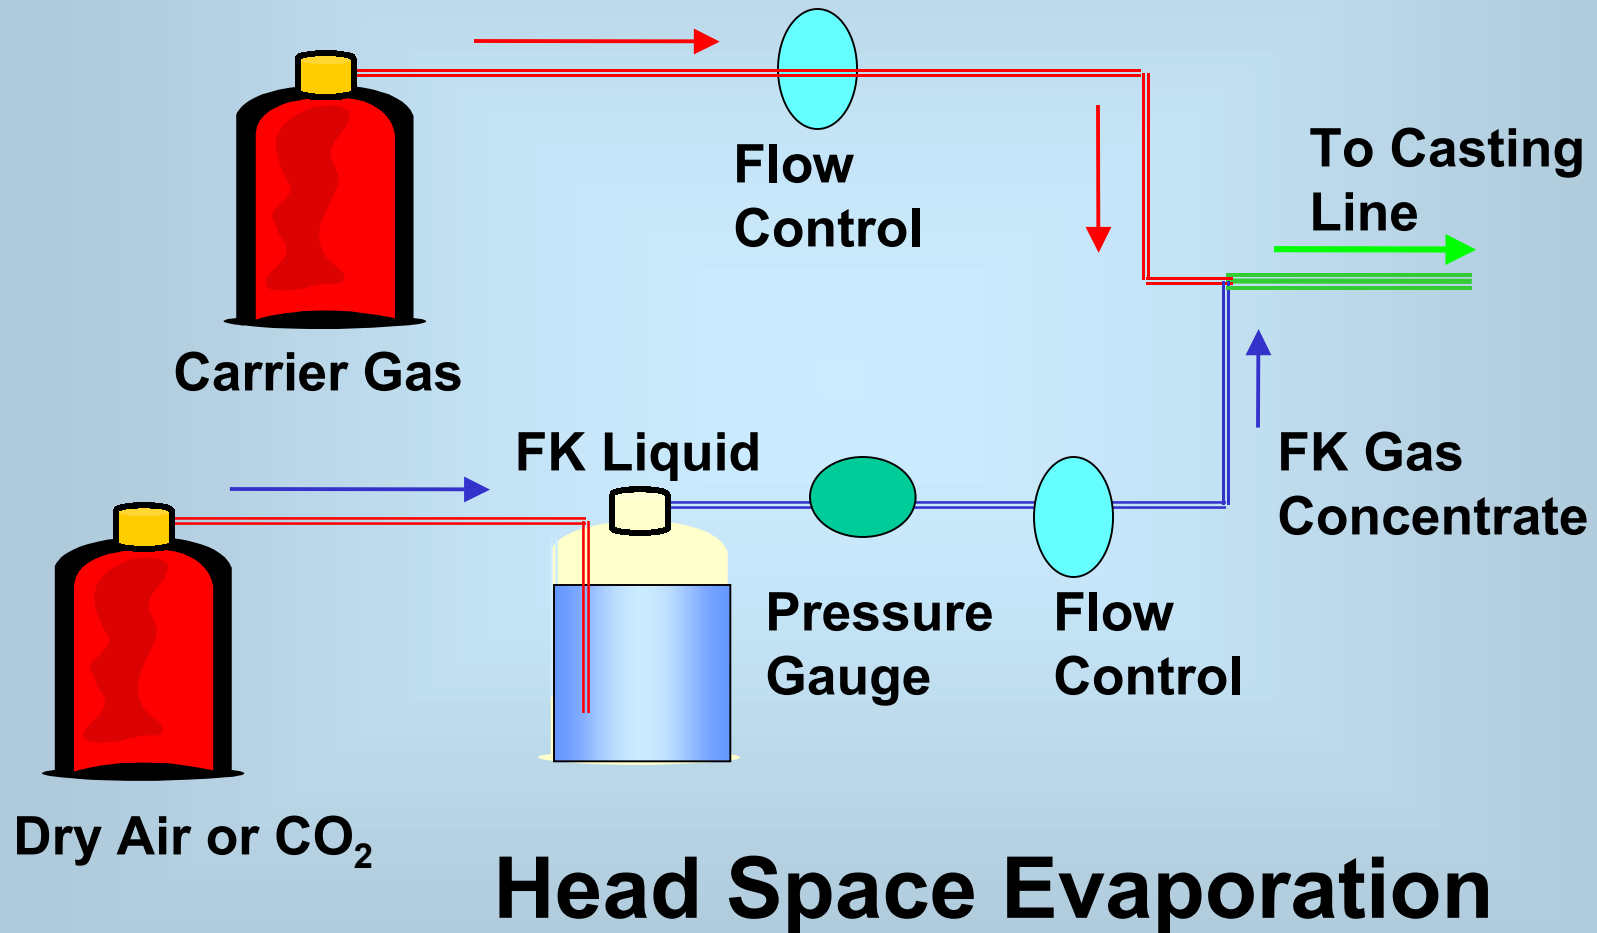 Flow
Control
To Casting
Line
Carrier Gas
FK Liquid
FK Gas
Concentrate
Pressure
Gauge
Flow
Control
Dry Air or CO₂
Head Space Evaporation